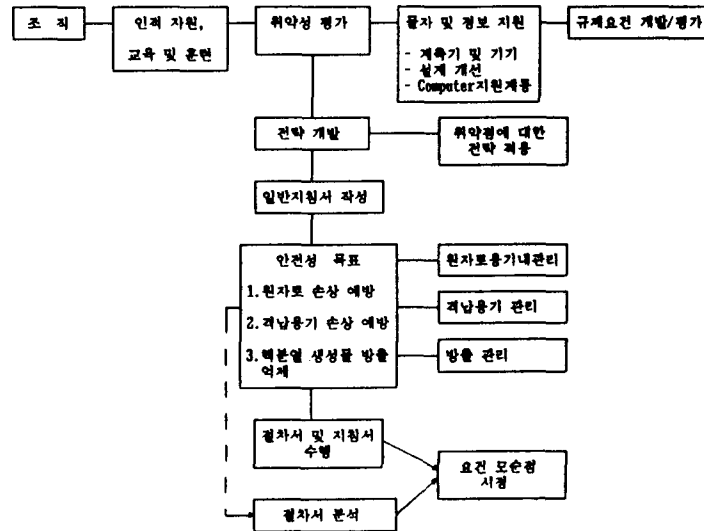 조 직
인적 자원,
교육 및 훈련
취약성 평가
물자 및 정보 지원
- 계측기 및 기기
- 설계 개선
- Computer지원계통
규제요건 개발/평가
전략 개발
취약점에 대한
전략 적용
일반지침서 작성
안전성 목표
1.원자로 손상 예방
2.격납용기 손상 예방
3.핵분열 생성물 방출
억제
원자로용기내관리
격납용기 관리
방출 관리
절차서 및 지침서
수행
요건 모순점
시정
절차서 분석